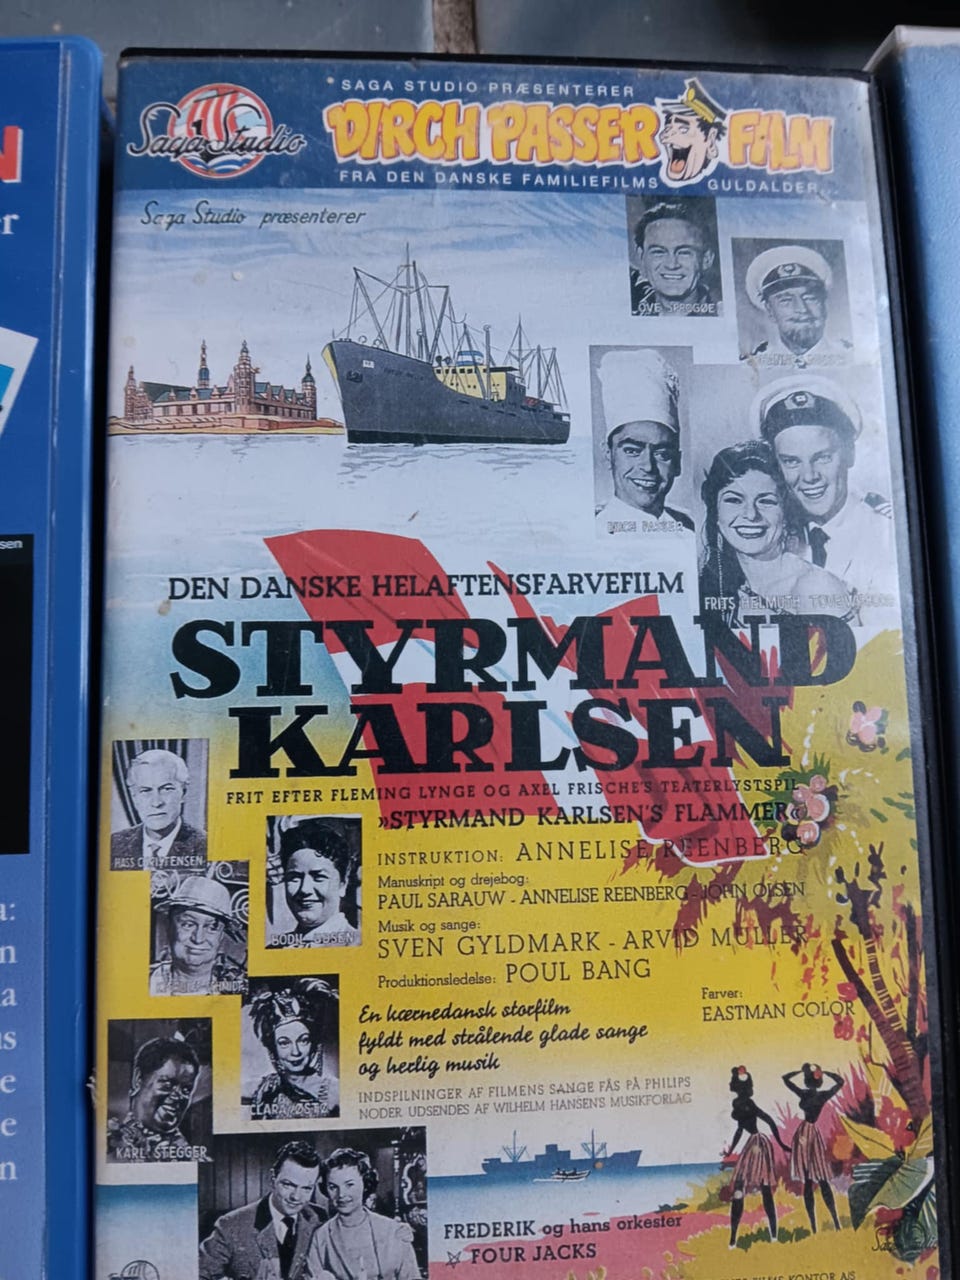 SAGA STUDIO PRÆSENTERER
Saga Studio
DIRCH PASSER FILM
FRA DEN DANSKE FAMILIEFILMS GULDALDER...
Saga Studio præsenterer
OVE SPROGØE
DIRCH PASSER
FRITS HELMUTH
DEN DANSKE HELAFTENSFARVEFILM
STYRMAND
KARLSEN
FRIT EFTER FLEMING LYNGE OG AXEL FRISCHE'S TEATERLYSTSPIL
»STYRMAND KARLSEN'S FLAMMER«
INSTRUKTION: ANNELISE REENBERG
Manuskript og drejebog:
PAUL SARAUW - ANNELISE REENBERG - JOHN OLSEN
Musik og sange:
SVEN GYLDMARK - ARVID MÜLLER
Produktionsledelse: POUL BANG
Farver:
EASTMAN COLOR
En kærnedansk storfilm
fyldt med strålende glade sange
og herlig musik
INDSPILNINGER AF FILMENS SANGE FÅS PÅ PHILIPS
NODER UDSENDES AF WILHELM HANSEN'S MUSIKFORLAG
BODIL
CLARA ØSTØ
KARL STEGGER
FREDERIK og hans orkester
☆ FOUR JACKS
KONTOR A/S